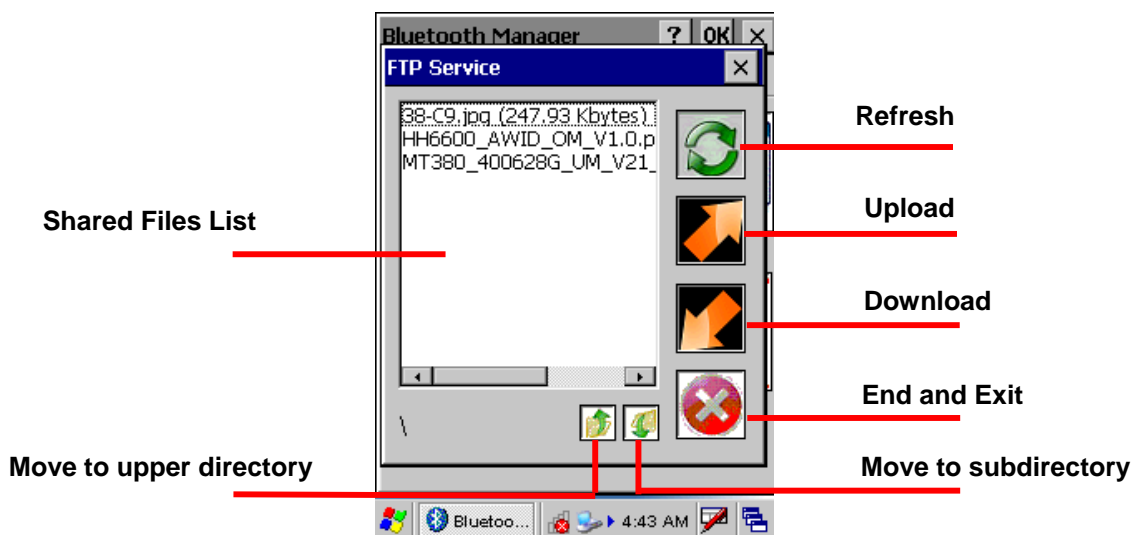 Bluetooth Manager ? OK ×
FTP Service ×
38-C9.jpg (247.93 Kbytes)
HH6600_AWID_OM_V1.0.p
MT380_400628G_UM_V21_
\
Refresh
Upload
Download
End and Exit
Shared Files List
Move to upper directory
Move to subdirectory
Bluetoo... 4:43 AM